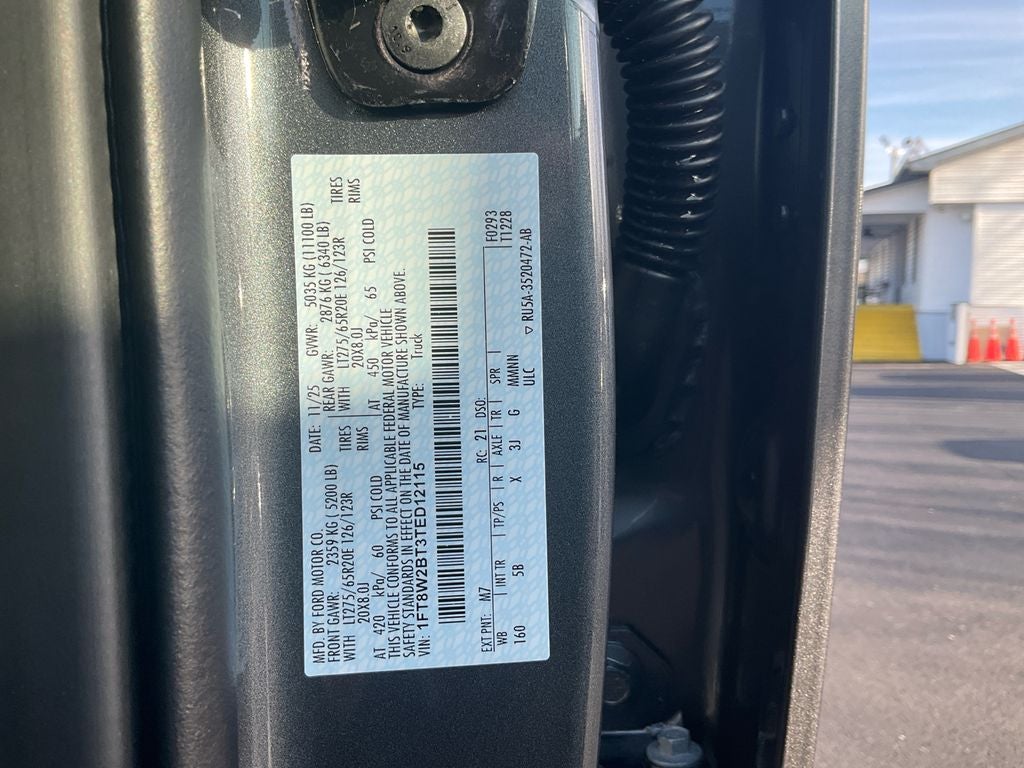 MFD. BY FORD MOTOR CO.
DATE: 11/25 GVWR: 5035 KG (11100 LB)
FRONT GAWR: 2359 KG ( 5200 LB) REAR GAWR: 2876 KG ( 6340 LB)
WITH LT275/65R20E 126/123R TIRES WITH LT275/65R20E 126/123R TIRES
20X8.0J RIMS 20X8.0J RIMS
AT 420 kPa/ 60 PSI COLD AT 450 kPa/ 65 PSI COLD
THIS VEHICLE CONFORMS TO ALL APPLICABLE FEDERAL MOTOR VEHICLE
SAFETY STANDARDS IN EFFECT ON THE DATE OF MANUFACTURE SHOWN ABOVE.
VIN: 1FT8W2BT3TED12115 TYPE: Truck
EXT PNT: M7 RC: 21 DSO: F0293
WB INT TR TP/PS R AXLE TR SPR T1228
160 5B X 3J G MMNIN
ULC ▽ RU5A-3520472-AB